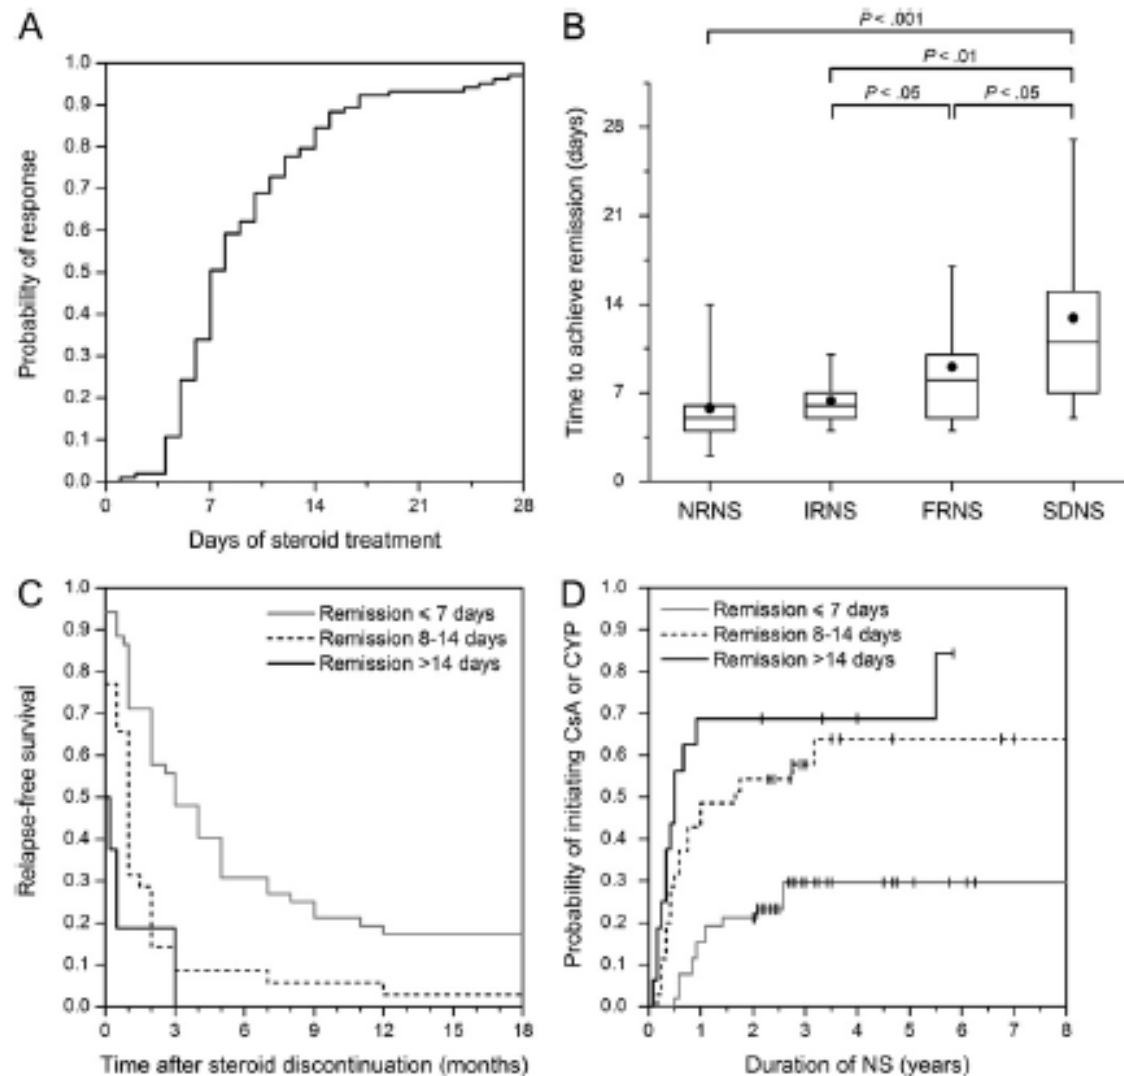 A
Probability of response
1.0
0.9
0.8
0.7
0.6
0.5
0.4
0.3
0.2
0.1
0.0
0 7 14 21 28
Days of steroid treatment
B
P < .001
P < .01
P < .05 P < .05
Time to achieve remission (days)
28
21
14
7
0
NRNS IRNS FRNS SDNS
C
Relapse-free survival
1.0
0.9
0.8
0.7
0.6
0.5
0.4
0.3
0.2
0.1
0.0
Remission ⩽ 7 days
Remission 8-14 days
Remission >14 days
0 3 6 9 12 15 18
Time after steroid discontinuation (months)
D
Probability of initiating CsA or CYP
1.0
0.9
0.8
0.7
0.6
0.5
0.4
0.3
0.2
0.1
0.0
Remission ⩽ 7 days
Remission 8-14 days
Remission >14 days
0 1 2 3 4 5 6 7 8
Duration of NS (years)